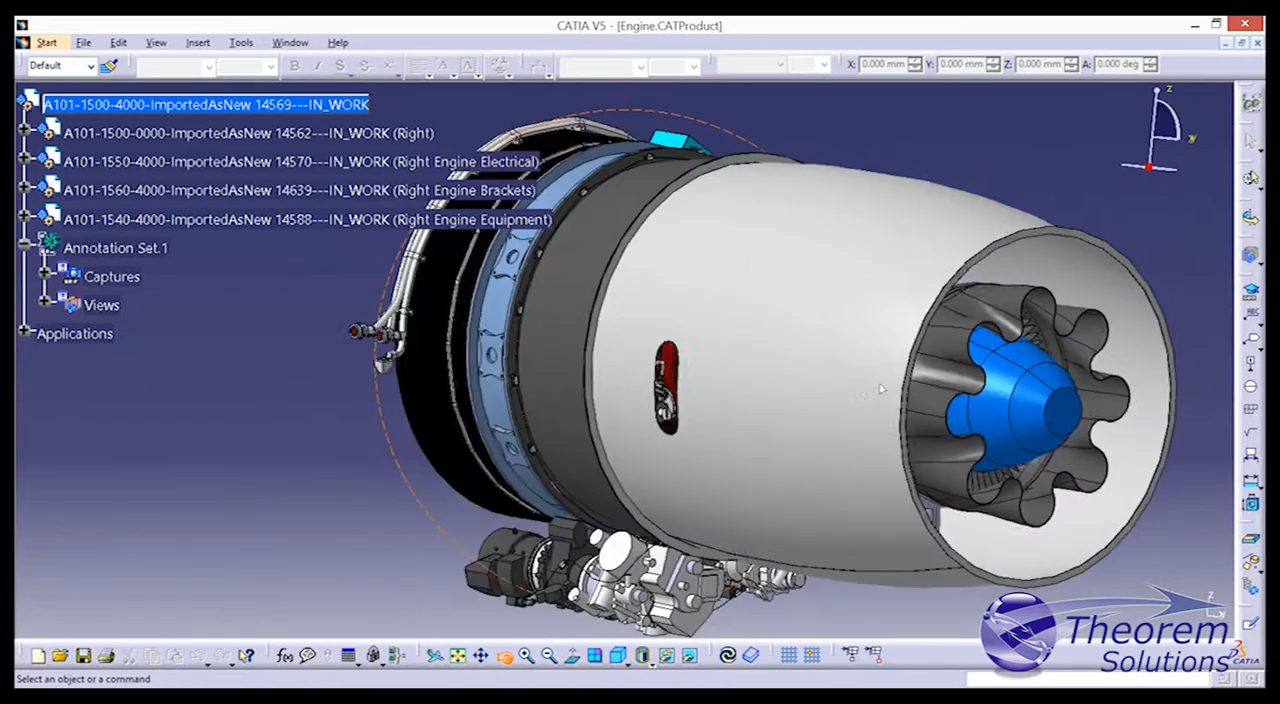 CATIA V5 - [Engine.CATProduct]
Start File Edit View Insert Tools Window Help
Default B I S S X: 0.000 mm Y: 0.000 mm Z: 0.000 mm A: 0.000 deg
A101-1500-4000-ImportedAsNew 14569---IN_WORK
A101-1500-0000-ImportedAsNew 14562---IN_WORK (Right)
A101-1550-4000-ImportedAsNew 14570---IN_WORK (Right Engine Electrical)
A101-1560-4000-ImportedAsNew 14639---IN_WORK (Right Engine Brackets)
A101-1540-4000-ImportedAsNew 14588---IN_WORK (Right Engine Equipment)
Annotation Set.1
Captures
Views
Applications
z
y
ABC
z
Theorem
Solutions
CATIA
f(x)
Select an object or a command